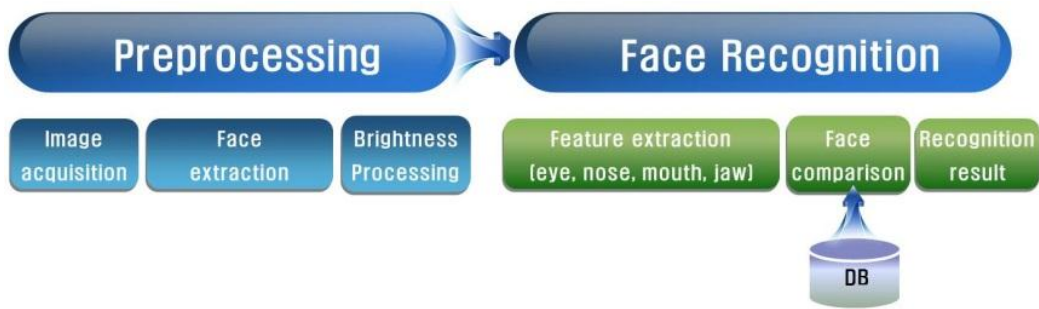 Preprocessing
Face Recognition
Image
acquisition
Face
extraction
Brightness
Processing
Feature extraction
(eye, nose, mouth, jaw)
Face
comparison
Recognition
result
DB